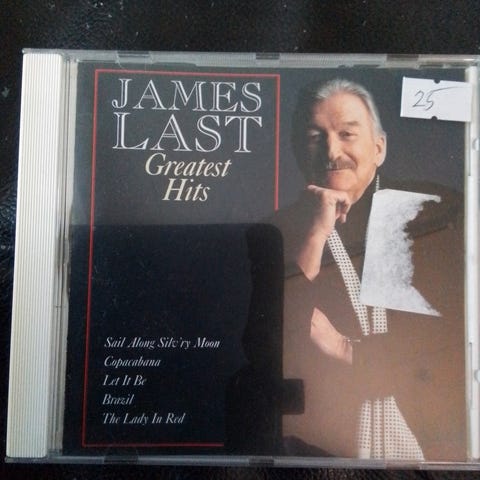 JAMES
LAST
Greatest
Hits
25
Sail Along Silv'ry Moon
Copacabana
Let It Be
Brazil
The Lady In Red